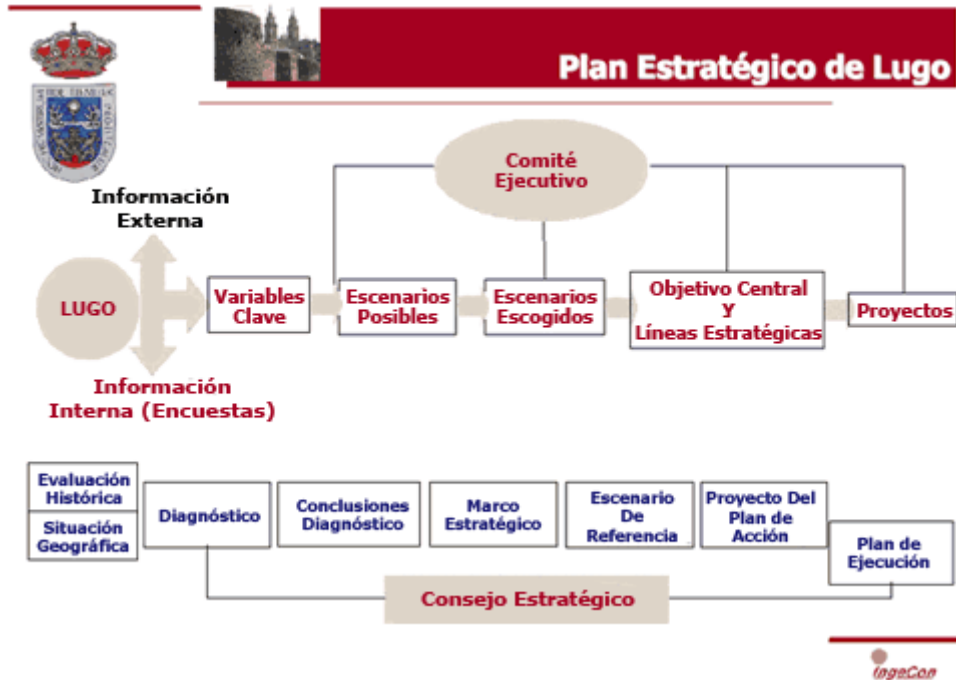 Plan Estratégico de Lugo
Comité
Ejecutivo
Información
Externa
LUGO
Variables
Clave
Escenarios
Posibles
Escenarios
Escogidos
Objetivo Central
Y
Líneas Estratégicas
Proyectos
Información
Interna (Encuestas)
Evaluación
Histórica
Situación
Geográfica
Diagnóstico
Conclusiones
Diagnóstico
Marco
Estratégico
Escenario
De
Referencia
Proyecto Del
Plan de
Acción
Plan de
Ejecución
Consejo Estratégico
IngeCon